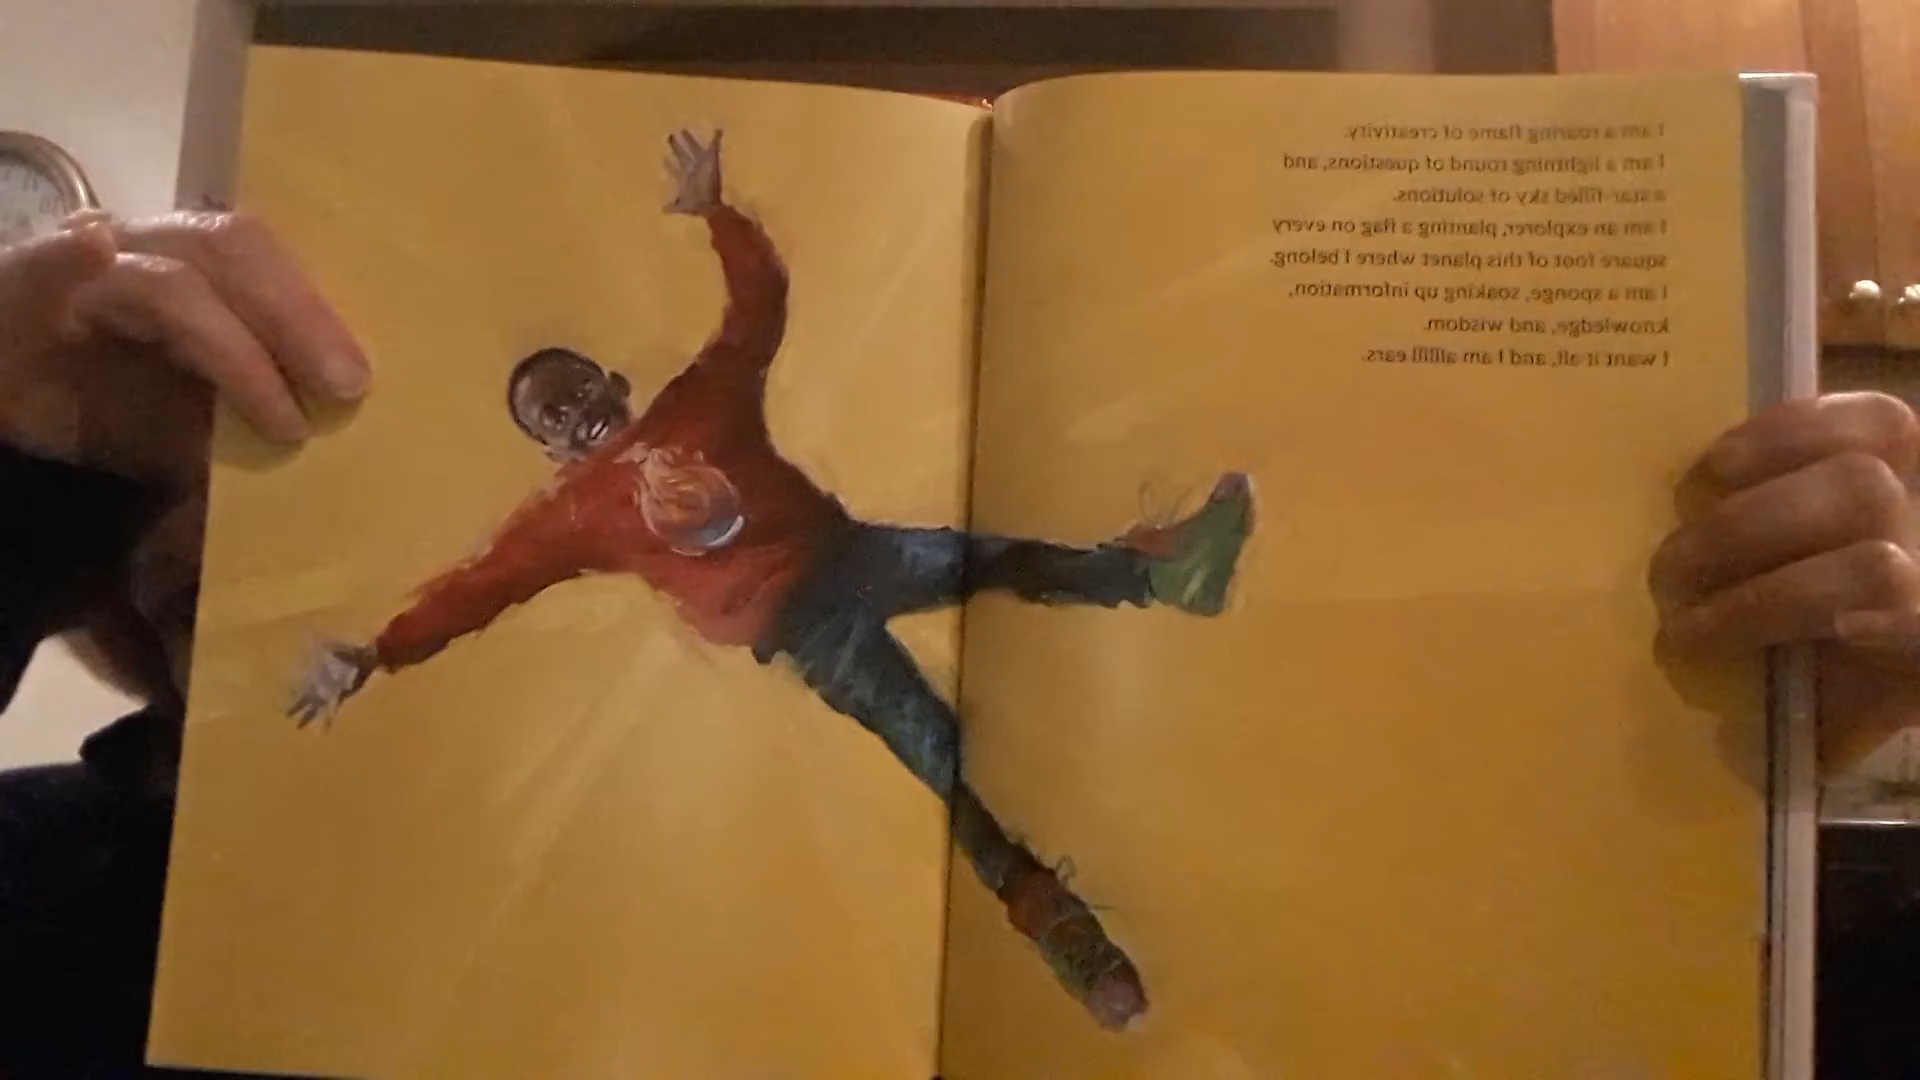 I am a roaring flame of creativity.
I am a lightning round of questions, and
a star-filled sky of solutions.
I am an explorer, planting a flag on every
square foot of this planet where I belong.
I am a sponge, soaking up information,
knowledge, and wisdom.
I want it all, and I am allllll ears.